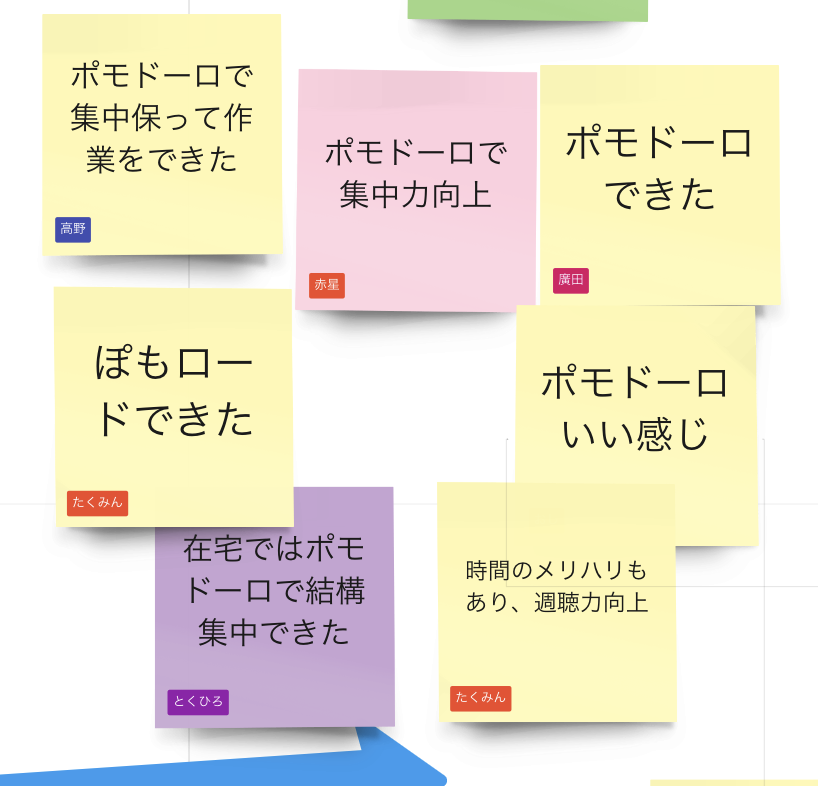 ポモドーロで
集中保って作
業をできた
高野
ポモドーロで
集中力向上
赤星
ポモドーロ
できた
廣田
ぽもロー
ドできた
たくみん
ポモドーロ
いい感じ
在宅ではポモ
ドーロで結構
集中できた
とくひろ
時間のメリハリも
あり、週聴力向上
たくみん